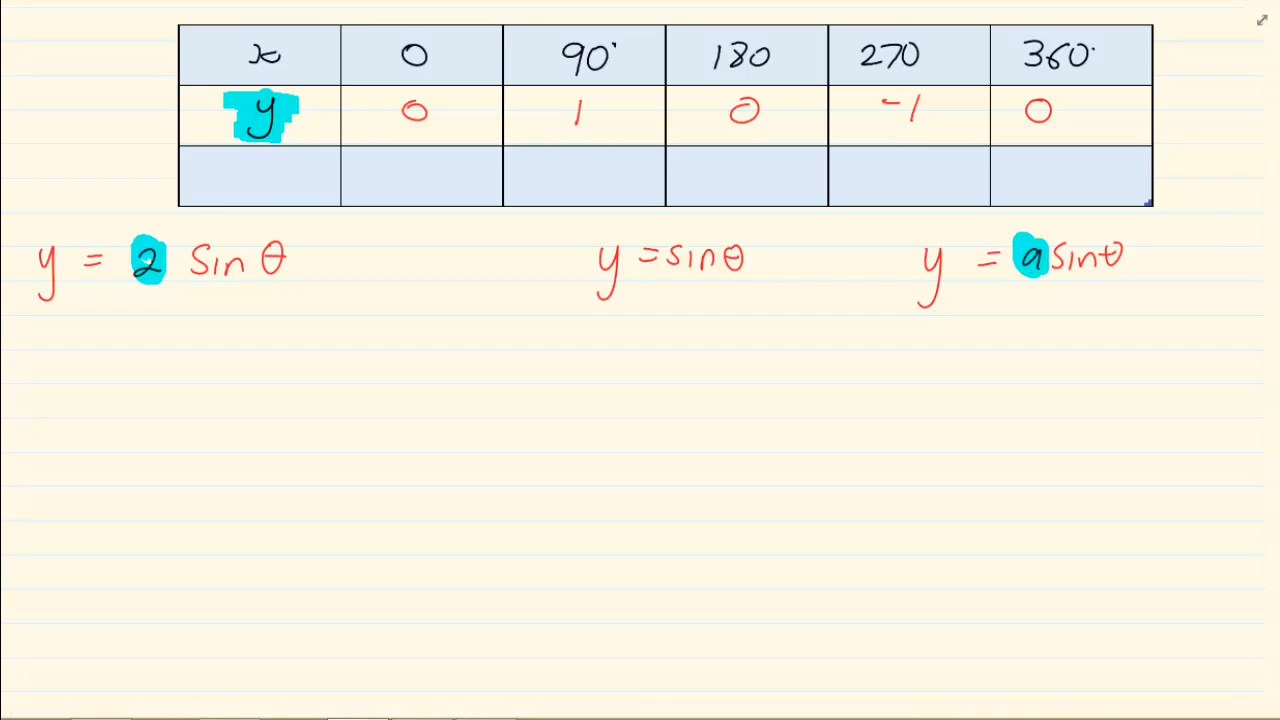 x 0 90° 180 270 360°
y 0 1 0 -1 0
y = 2 sin θ y = sin θ y = a sin θ